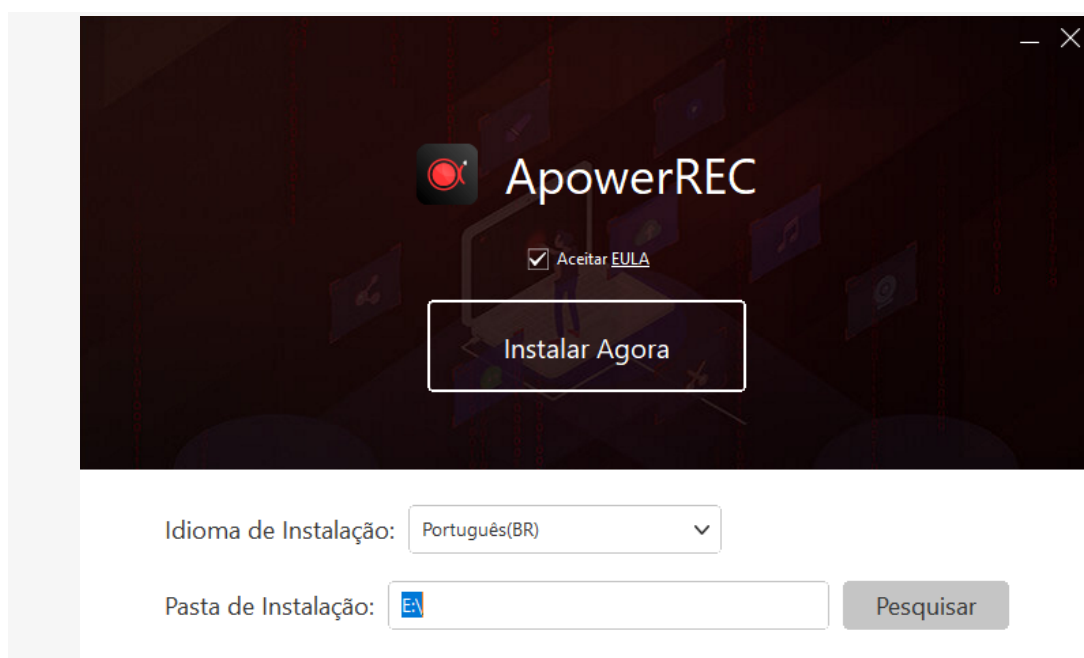 ApowerREC
Aceitar EULA
Instalar Agora
Idioma de Instalação: Português(BR)
Pasta de Instalação: E:\ Pesquisar